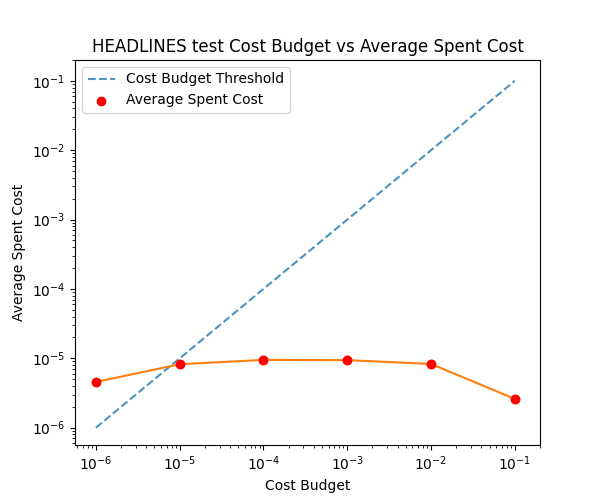 HEADLINES test Cost Budget vs Average Spent Cost
Cost Budget Threshold
Average Spent Cost
Average Spent Cost
10⁻¹
10⁻²
10⁻³
10⁻⁴
10⁻⁵
10⁻⁶
10⁻⁶ 10⁻⁵ 10⁻⁴ 10⁻³ 10⁻² 10⁻¹
Cost Budget